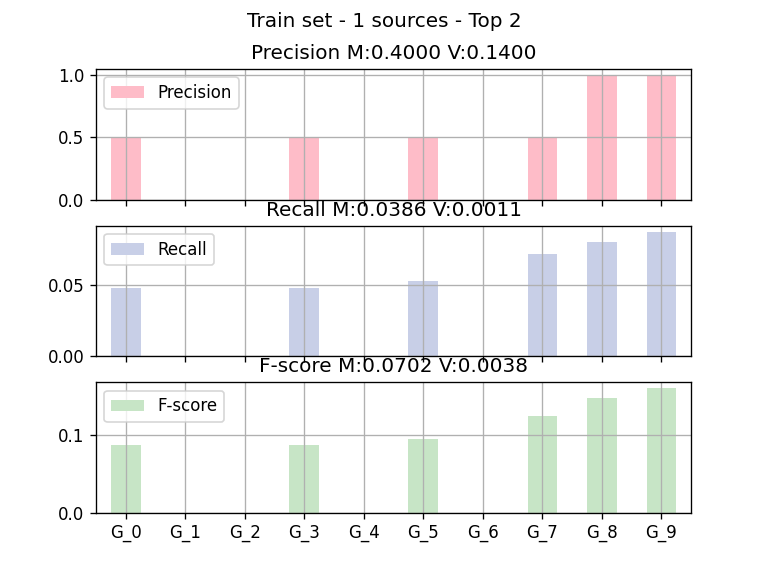 Train set - 1 sources - Top 2
Precision M:0.4000 V:0.1400
1.0
Precision
0.5
0.0
Recall M:0.0386 V:0.0011
Recall
0.05
0.00
F-score M:0.0702 V:0.0038
F-score
0.1
0.0
G_0 G_1 G_2 G_3 G_4 G_5 G_6 G_7 G_8 G_9